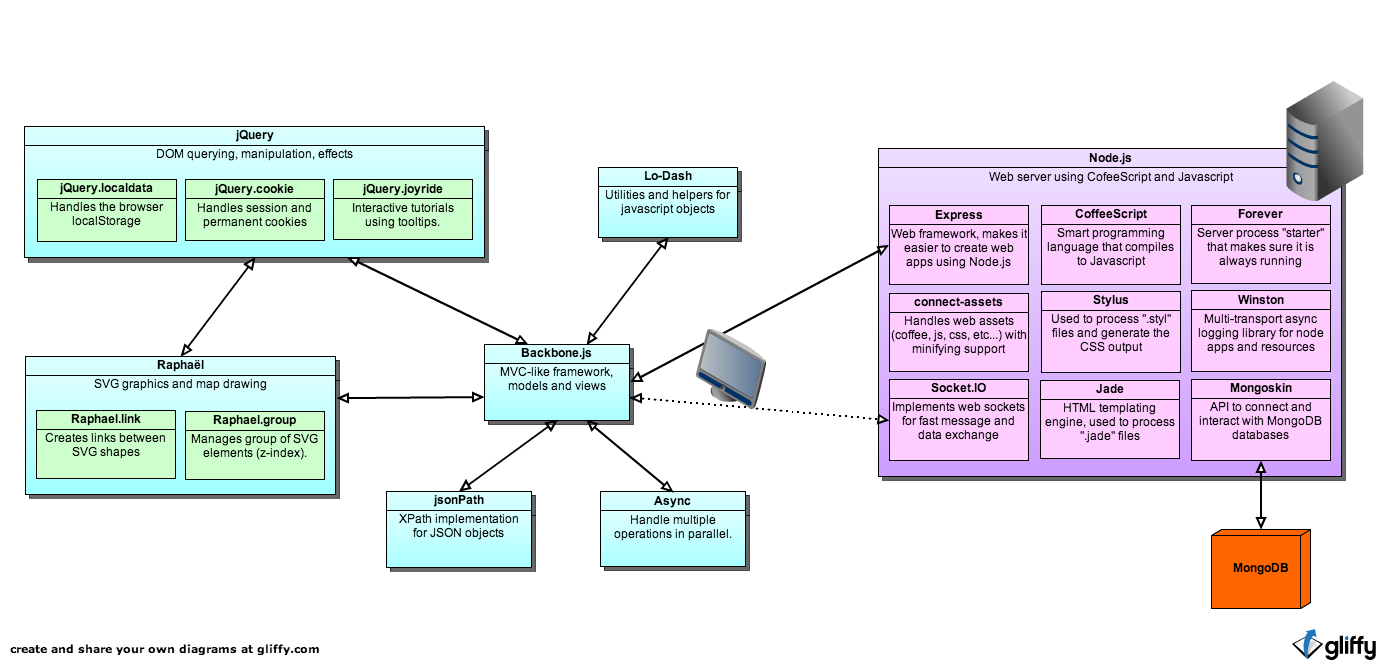 jQuery
DOM querying, manipulation, effects
jQuery.localdata
Handles the browser
localStorage
jQuery.cookie
Handles session and
permanent cookies
jQuery.joyride
Interactive tutorials
using tooltips.
Lo-Dash
Utilities and helpers for
javascript objects
Node.js
Web server using CofeeScript and Javascript
Express
Web framework, makes it
easier to create web
apps using Node.js
CoffeeScript
Smart programming
language that compiles
to Javascript
Forever
Server process "starter"
that makes sure it is
always running
connect-assets
Handles web assets
(coffee, js, css, etc...) with
minifying support
Stylus
Used to process ".styl"
files and generate the
CSS output
Winston
Multi-transport async
logging library for node
apps and resources
Socket.IO
Implements web sockets
for fast message and
data exchange
Jade
HTML templating
engine, used to process
".jade" files
Mongoskin
API to connect and
interact with MongoDB
databases
Raphaël
SVG graphics and map drawing
Raphael.link
Creates links between
SVG shapes
Raphael.group
Manages group of SVG
elements (z-index).
Backbone.js
MVC-like framework,
models and views
jsonPath
XPath implementation
for JSON objects
Async
Handle multiple
operations in parallel.
MongoDB
create and share your own diagrams at gliffy.com
gliffy